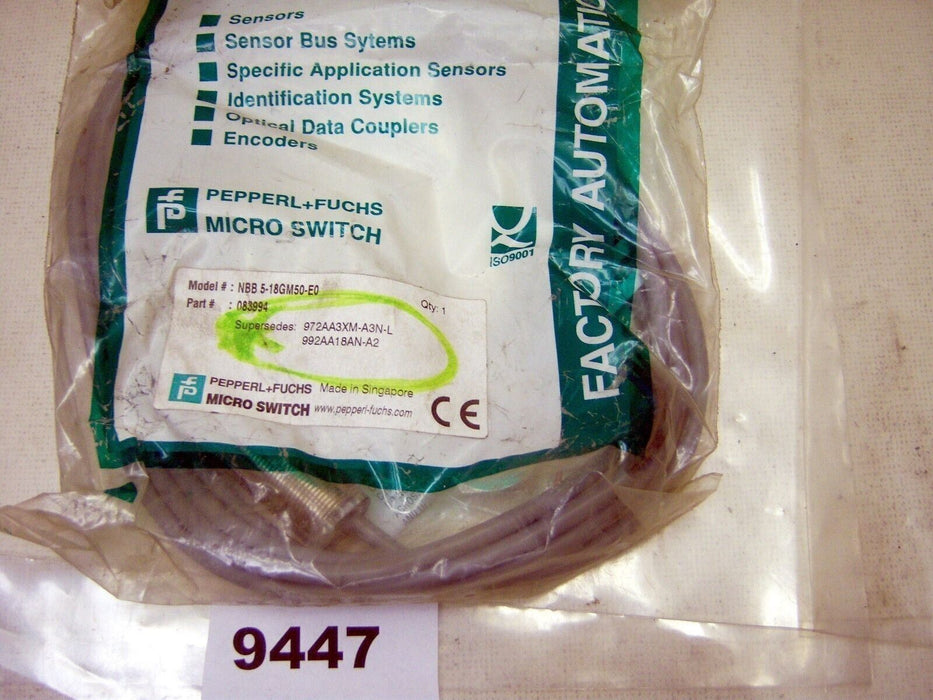 Sensors
Sensor Bus Sytems
Specific Application Sensors
Identification Systems
Optical Data Couplers
Encoders
PEPPERL+FUCHS
MICRO SWITCH
ISO9001
FACTORY AUTOMATIO
Model # : NBB 5-18GM50-E0
Part # : 083994
Qty: 1
Supersedes: 972AA3XM-A3N-L
992AA18AN-A2
PEPPERL+FUCHS Made in Singapore
MICRO SWITCH www.pepperl-fuchs.com
CE
9447